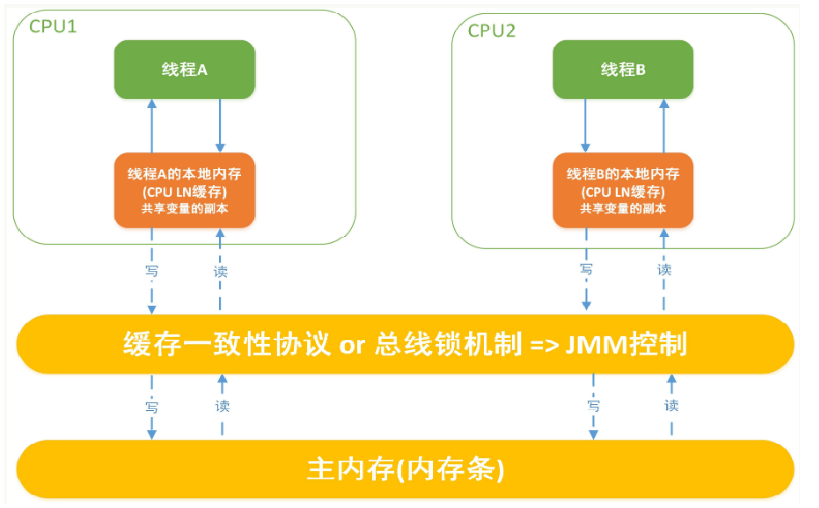 CPU1
CPU2
线程A
线程B
线程A的本地内存
(CPU LN缓存)
共享变量的副本
线程B的本地内存
(CPU LN缓存)
共享变量的副本
写
读
写
读
缓存一致性协议 or 总线锁机制 => JMM控制
写
读
写
读
主内存(内存条)